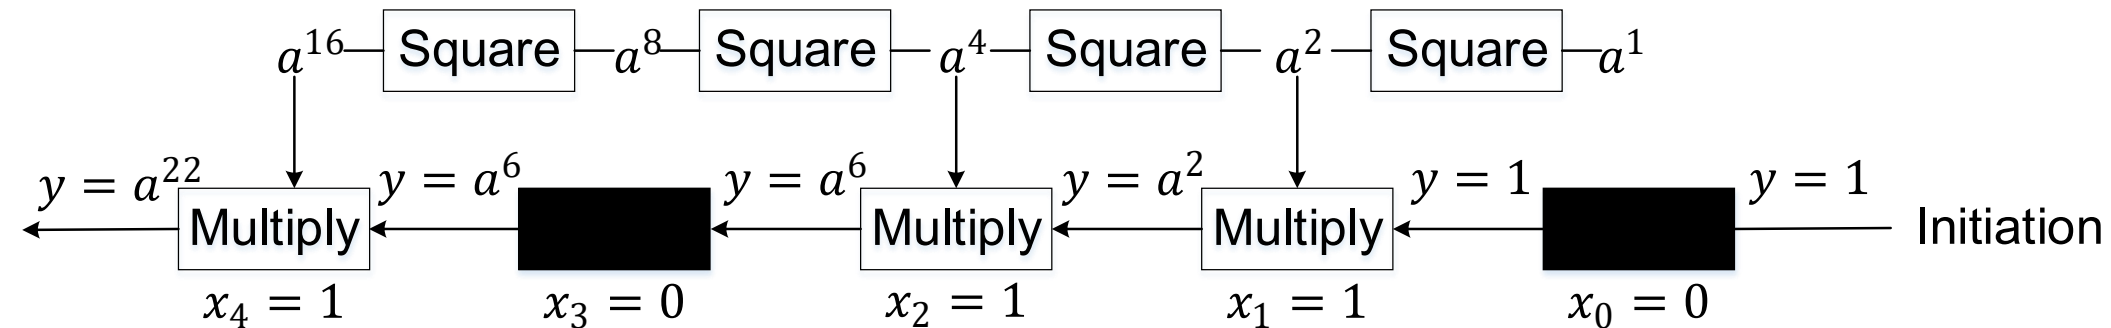 a^16 Square a^8 Square a^4 Square a^2 Square a^1
y = a^22 y = a^6 y = a^6 y = a^2 y = 1 y = 1
Multiply Multiply Multiply Initiation
x_4 = 1 x_3 = 0 x_2 = 1 x_1 = 1 x_0 = 0